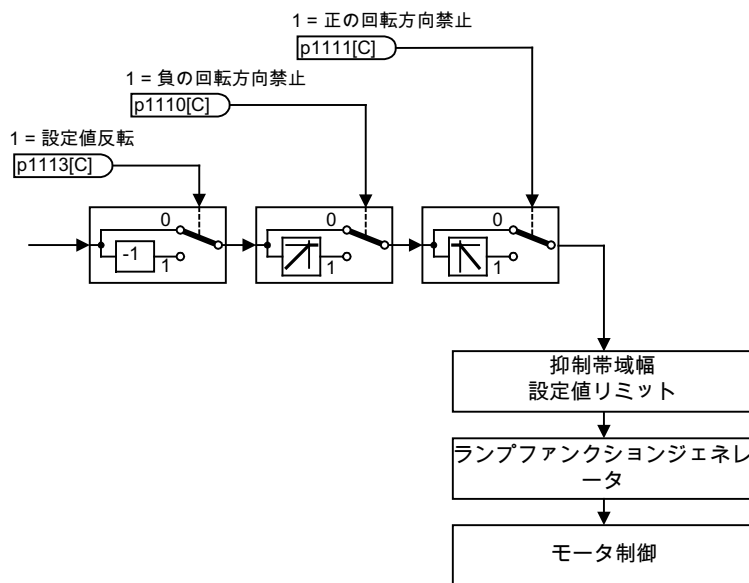 1 = 正の回転方向禁止
p1111[C]
1 = 負の回転方向禁止
p1110[C]
1 = 設定値反転
p1113[C]
0
-1
1
0
1
0
1
抑制帯域幅
設定値リミット
ランプファンクションジェネレ
ータ
モータ制御